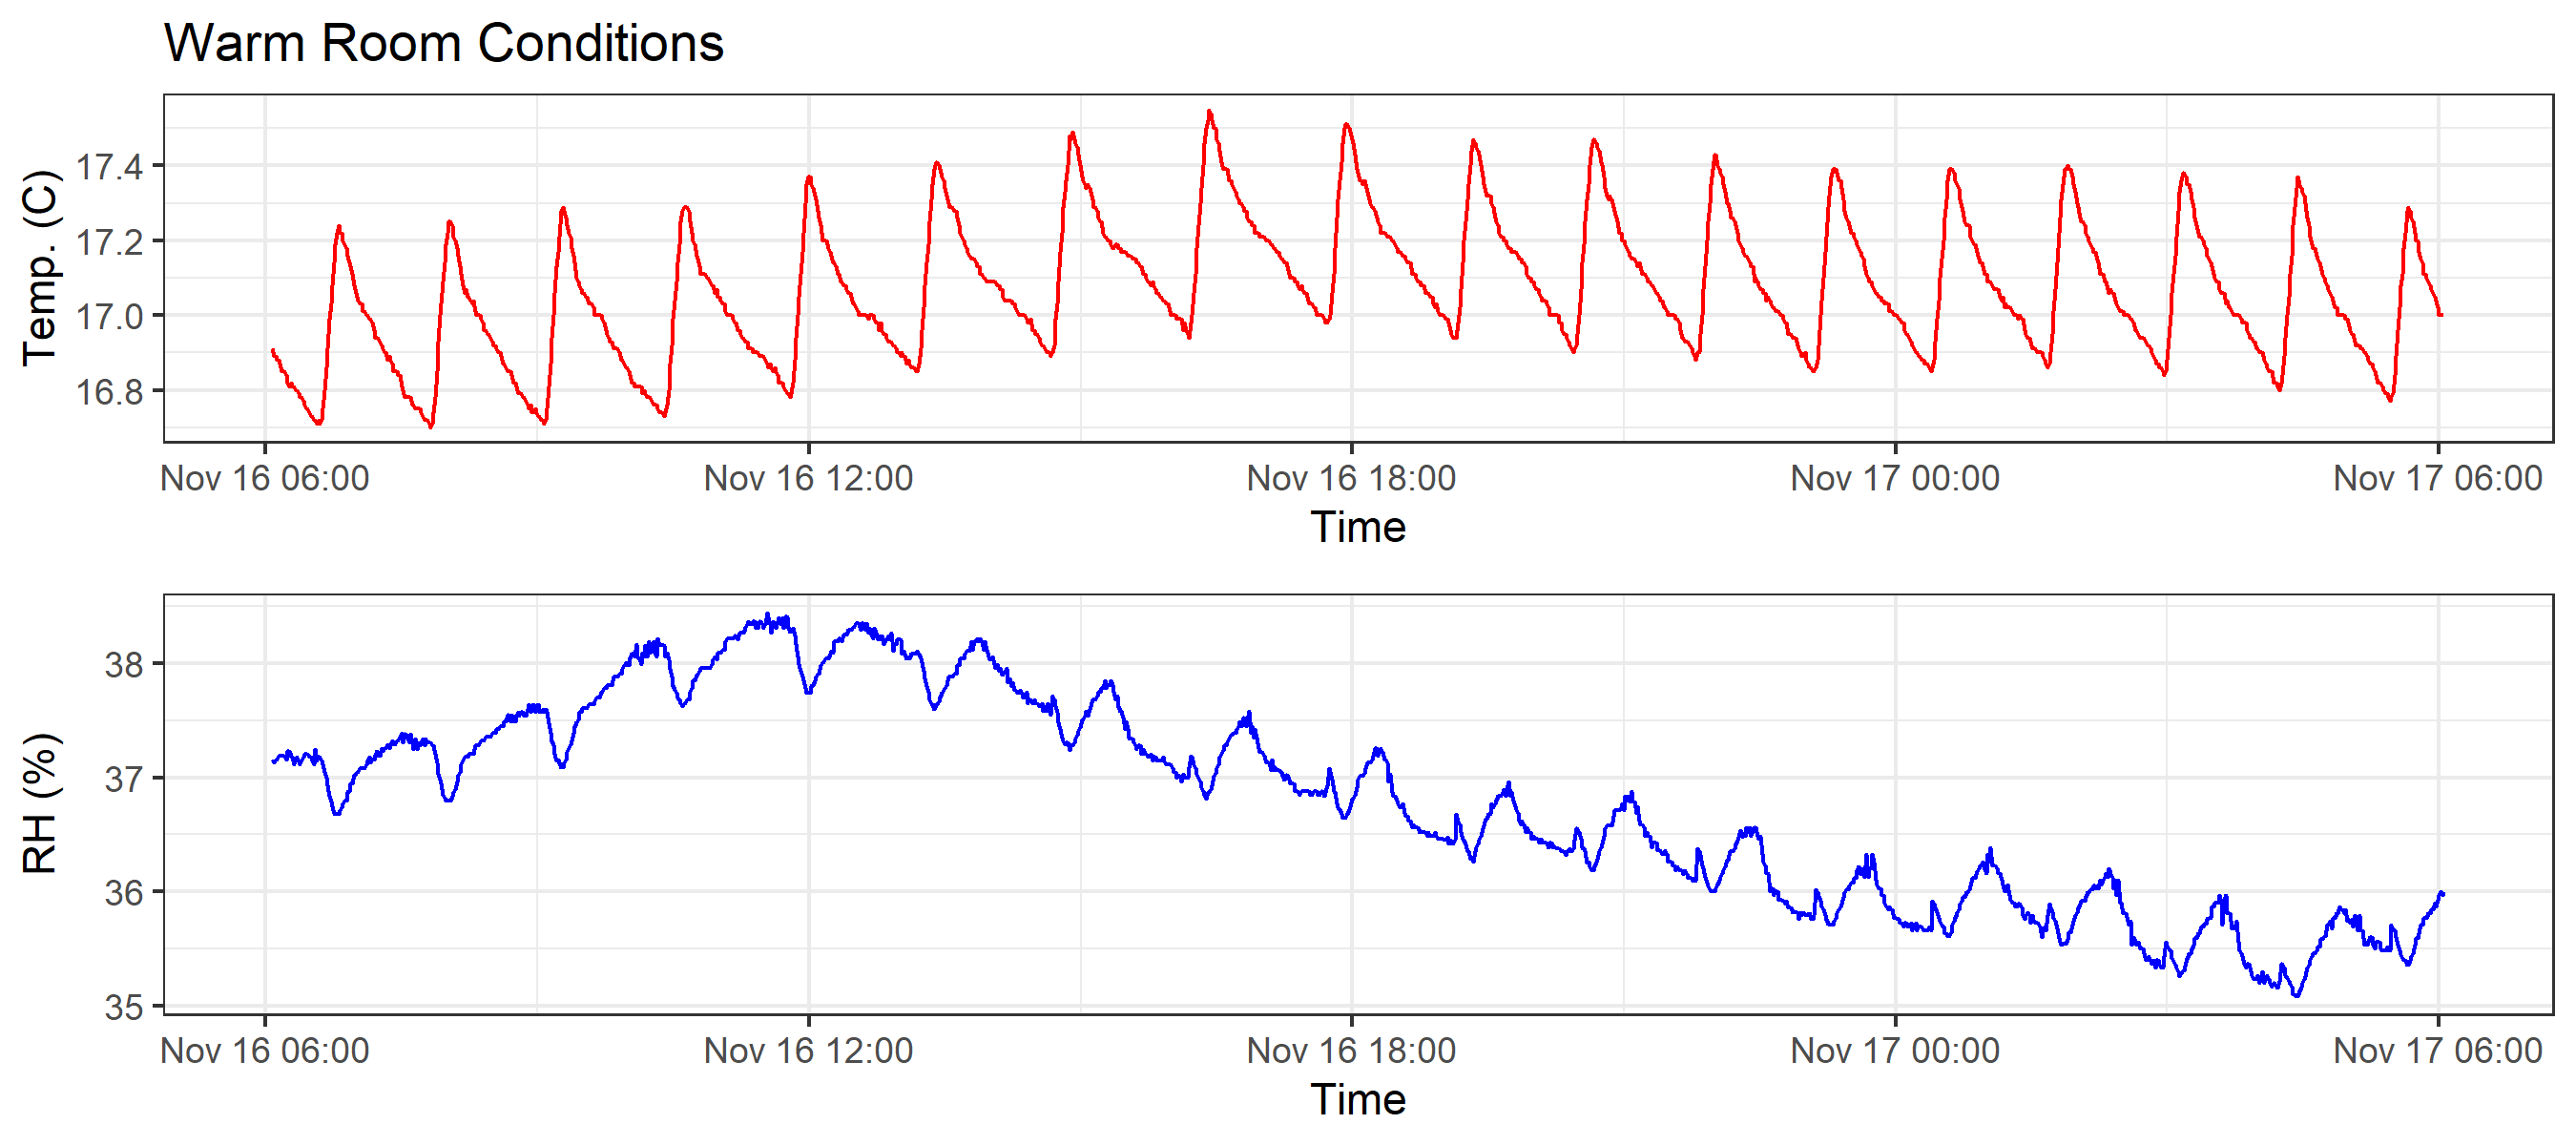 Warm Room Conditions
Temp. (C)
17.4
17.2
17.0
16.8
Nov 16 06:00 Nov 16 12:00 Nov 16 18:00 Nov 17 00:00 Nov 17 06:00
Time
RH (%)
38
37
36
35
Nov 16 06:00 Nov 16 12:00 Nov 16 18:00 Nov 17 00:00 Nov 17 06:00
Time